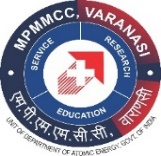 MPMMCC, VARANASI
SERVICE
RESEARCH
EDUCATION
एम.पी.एम.एम.सी.सी., वाराणसी
UNIT OF DEPARTMENT OF ATOMIC ENERGY, GOVT. OF INDIA